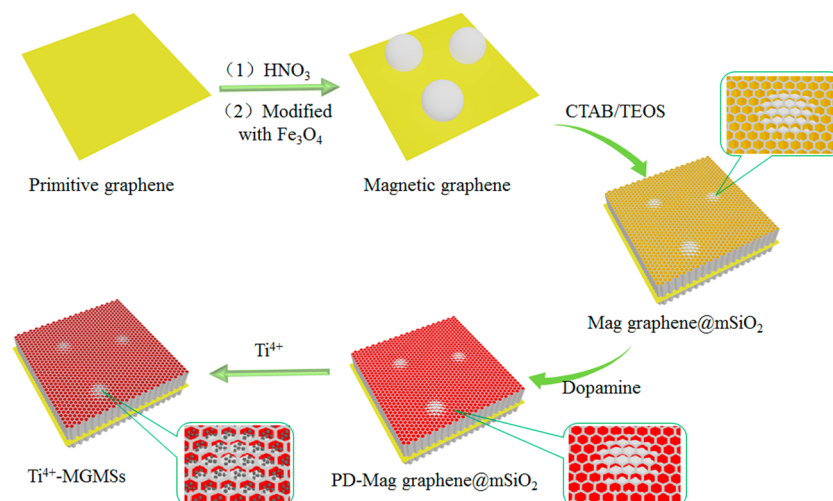 (1) HNO₃
(2) Modified
with Fe₃O₄
CTAB/TEOS
Primitive graphene
Magnetic graphene
Mag graphene@mSiO₂
Ti⁴⁺
Dopamine
Ti⁴⁺-MGMSs
PD-Mag graphene@mSiO₂